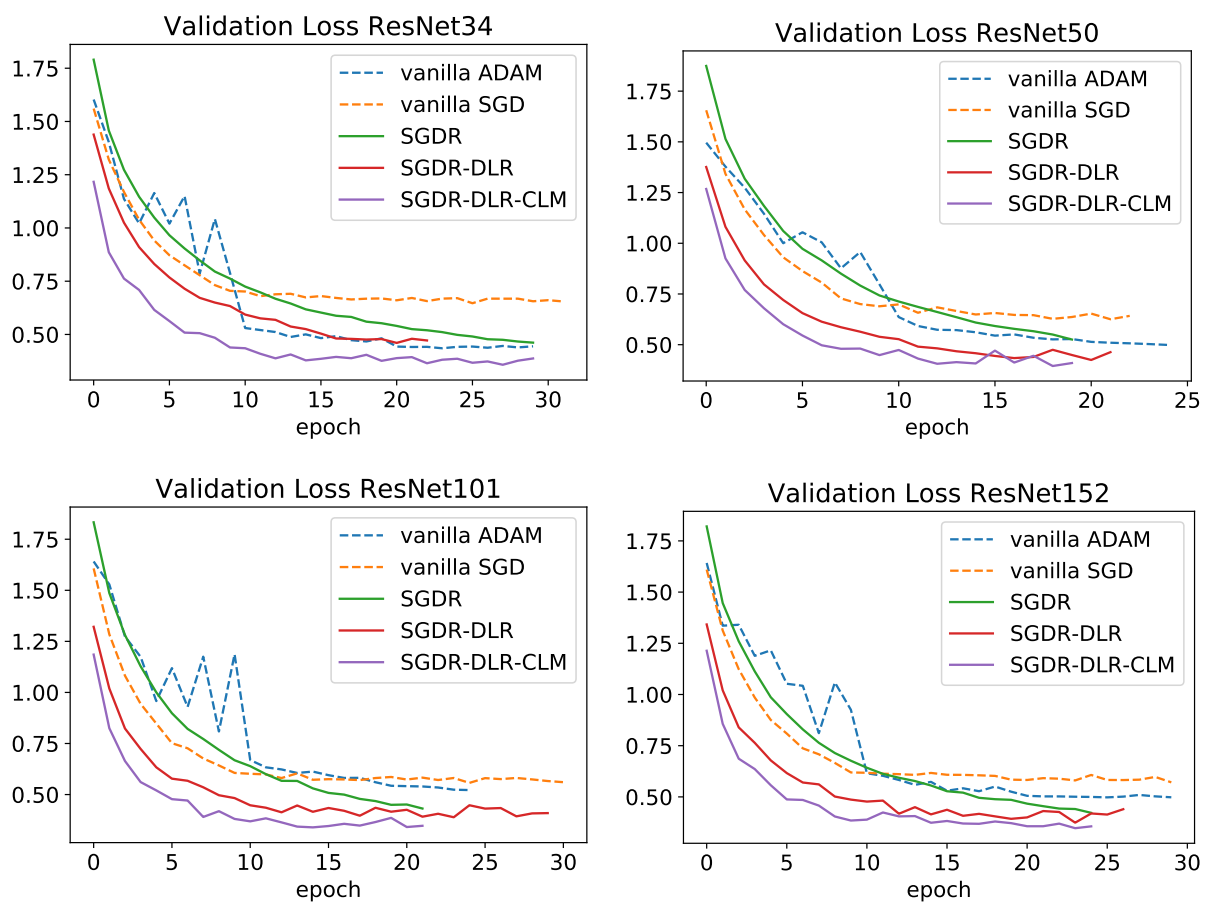 Validation Loss ResNet34
1.75
1.50
1.25
1.00
0.75
0.50
vanilla ADAM
vanilla SGD
SGDR
SGDR-DLR
SGDR-DLR-CLM
0 5 10 15 20 25 30
epoch
Validation Loss ResNet50
1.75
1.50
1.25
1.00
0.75
0.50
vanilla ADAM
vanilla SGD
SGDR
SGDR-DLR
SGDR-DLR-CLM
0 5 10 15 20 25
epoch
Validation Loss ResNet101
1.75
1.50
1.25
1.00
0.75
0.50
vanilla ADAM
vanilla SGD
SGDR
SGDR-DLR
SGDR-DLR-CLM
0 5 10 15 20 25 30
epoch
Validation Loss ResNet152
1.75
1.50
1.25
1.00
0.75
0.50
vanilla ADAM
vanilla SGD
SGDR
SGDR-DLR
SGDR-DLR-CLM
0 5 10 15 20 25 30
epoch